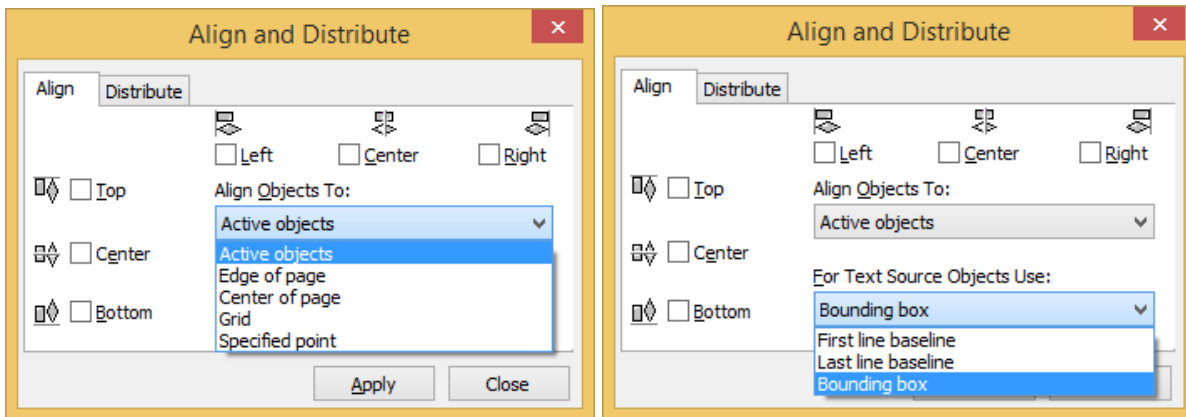 Align and Distribute
Align
Distribute
Left
Center
Right
Top
Align Objects To:
Active objects
Center
Active objects
Edge of page
Center of page
Grid
Specified point
Bottom
Apply
Close
Align and Distribute
Align
Distribute
Left
Center
Right
Top
Align Objects To:
Active objects
Center
For Text Source Objects Use:
Bottom
Bounding box
First line baseline
Last line baseline
Bounding box